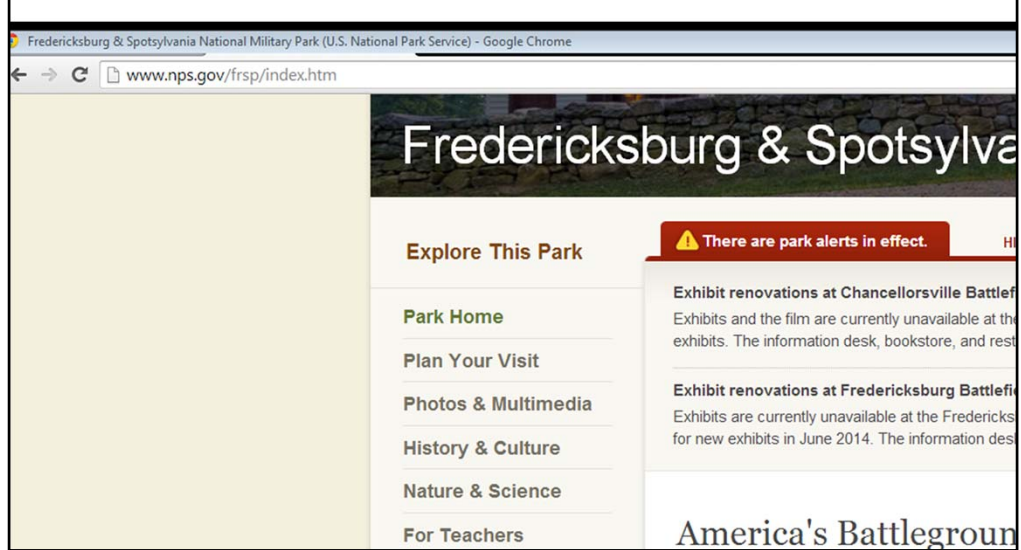 Fredericksburg & Spotsylvania National Military Park (U.S. National Park Service) - Google Chrome
www.nps.gov/frsp/index.htm
Fredericksburg & Spotsylva
Explore This Park
Park Home
Plan Your Visit
Photos & Multimedia
History & Culture
Nature & Science
For Teachers
There are park alerts in effect.
Exhibit renovations at Chancellorsville Battlef
Exhibits and the film are currently unavailable at the
exhibits. The information desk, bookstore, and rest
Exhibit renovations at Fredericksburg Battlefi
Exhibits are currently unavailable at the Fredericks
for new exhibits in June 2014. The information des
America's Battlegroun